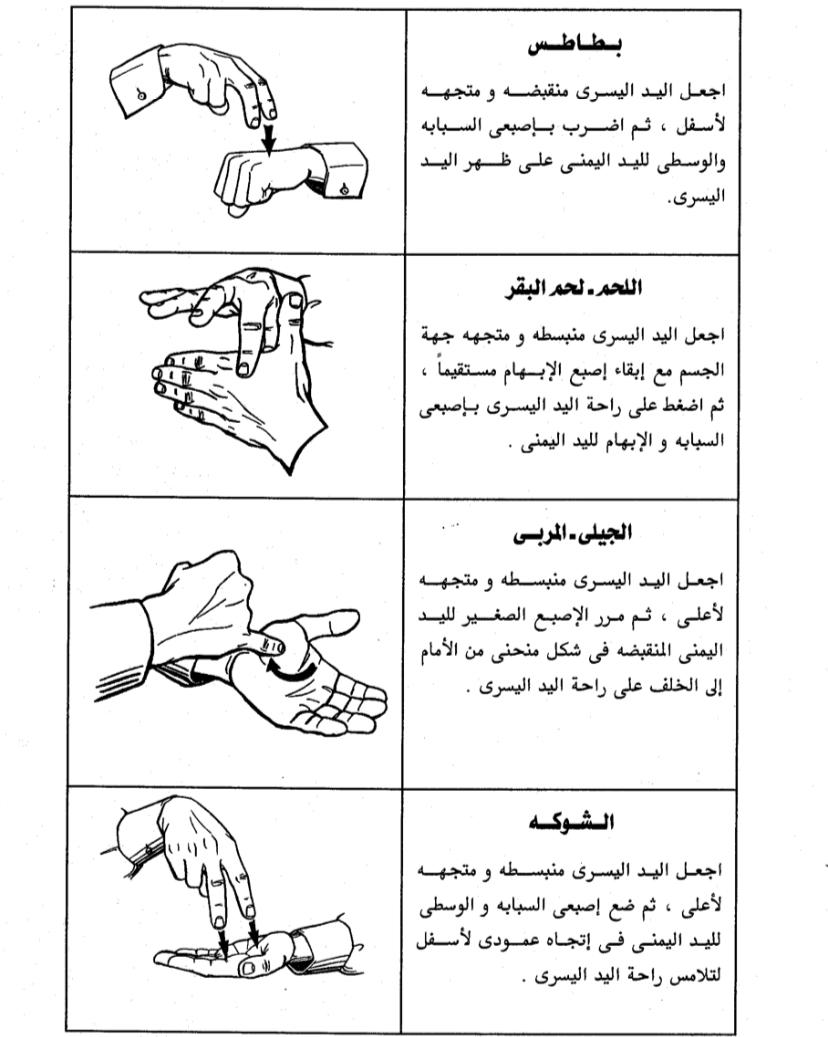 بطاطس
اجعل اليد اليسرى منقبضه و متجهه
لأسفل ، ثم اضرب بإصبعى السبابه
والوسطى لليد اليمنى على ظهر اليد
اليسرى.
اللحم - لحم البقر
اجعل اليد اليسرى منبسطه و متجهه جهة
الجسم مع إبقاء إصبع الإبهام مستقيماً ،
ثم اضغط على راحة اليد اليسرى بإصبعى
السبابه و الإبهام لليد اليمنى .
الجيلى - المربى
اجعل اليد اليسرى منبسطه و متجهه
لأعلى ، ثم مرر الإصبع الصغير لليد
اليمنى المنقبضه فى شكل منحنى من الأمام
إلى الخلف على راحة اليد اليسرى .
الشوكه
اجعل اليد اليسرى منبسطه و متجهه
لأعلى ، ثم ضع إصبعى السبابه و الوسطى
لليد اليمنى فى إتجاه عمودى لأسفل
لتلامس راحة اليد اليسرى .